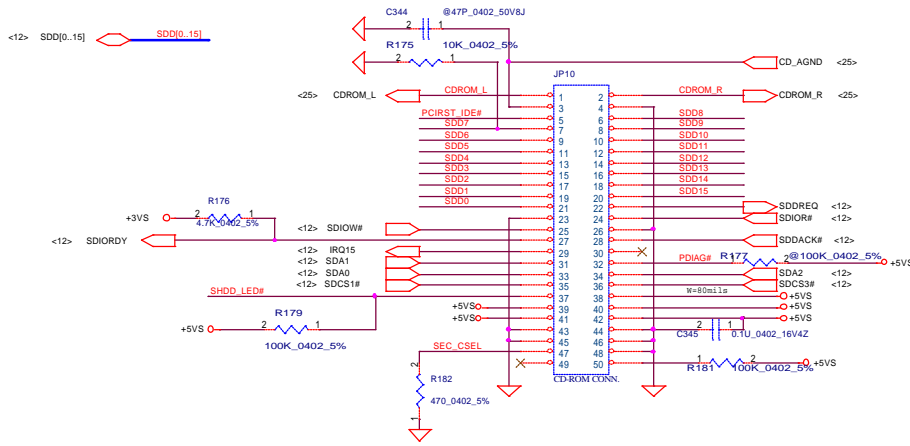 C344 @47P_0402_50V8J
2 1
<12> SDD[0..15] SDD[0..15]
R175 10K_0402_5%
2 1
CD_AGND <25>
JP10
<25> CDROM_L CDROM_L 1 2 CDROM_R CDROM_R <25>
3 4
PCIRST_IDE# 5 6 SDD8
SDD7 7 8 SDD9
SDD6 9 10 SDD10
SDD5 11 12 SDD11
SDD4 13 14 SDD12
SDD3 15 16 SDD13
SDD2 17 18 SDD14
SDD1 19 20 SDD15
SDD0 21 22 SDDREQ <12>
R176
+3VS 2 1 23 24 SDIOR# <12>
4.7K_0402_5%
<12> SDIOW# 25 26
<12> SDIORDY 27 28 SDDACK# <12>
<12> IRQ15 29 30
<12> SDA1 31 32 PDIAG# 1 2 +5VS
R177 @100K_0402_5%
<12> SDA0 33 34 SDA2 <12>
<12> SDCS1# 35 36 SDCS3# <12>
SHDD_LED# 37 38 W=80mils +5VS
+5VS 39 40 +5VS
+5VS 41 42 +5VS
R179
+5VS 2 1 43 44 C345 2 1 0.1U_0402_16V4Z
100K_0402_5%
45 46
SEC_CSEL 47 48
49 50 1 2 +5VS
R181 100K_0402_5%
CD-ROM CONN.
2
R182
470_0402_5%
1